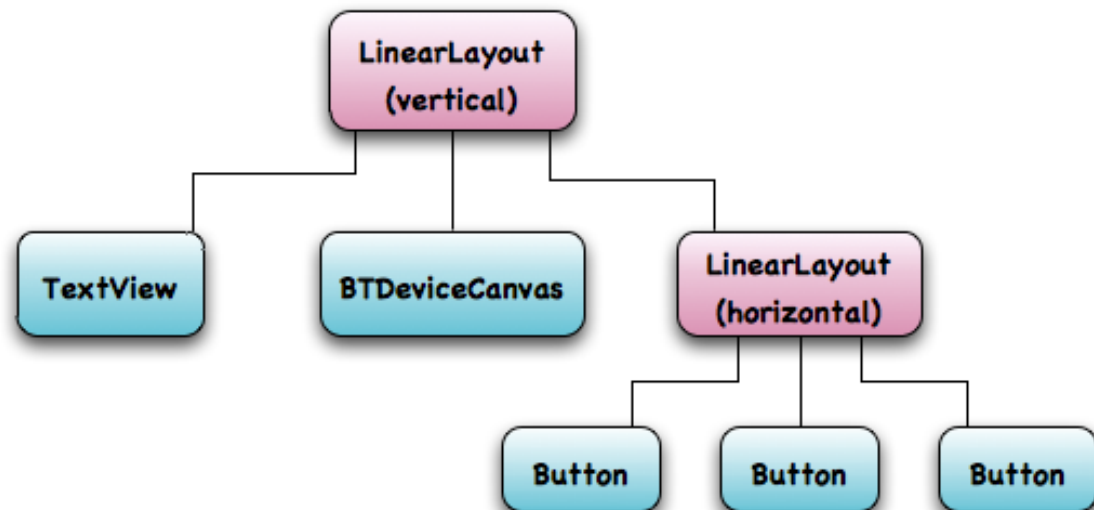 LinearLayout
(vertical)
TextView
BTDeviceCanvas
LinearLayout
(horizontal)
Button
Button
Button